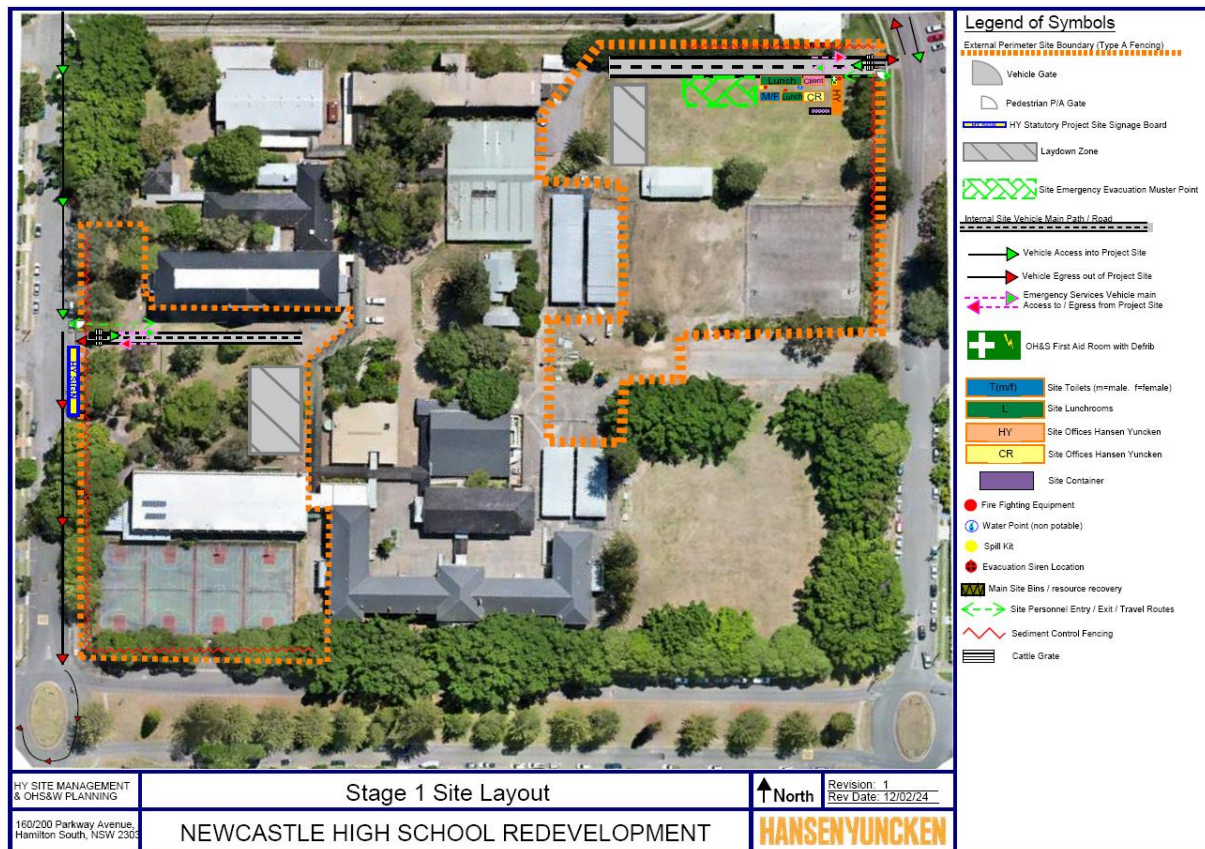 Legend of Symbols
External Perimeter Site Boundary (Type A Fencing)
Vehicle Gate
Pedestrian P/A Gate
HY SIGN
HY Statutory Project Site Signage Board
Laydown Zone
Site Emergency Evacuation Muster Point
Internal Site Vehicle Main Path / Road
Vehicle Access into Project Site
Vehicle Egress out of Project Site
Emergency Services Vehicle main
Access to / Egress from Project Site
OH&S First Aid Room with Defrib
T(m/f)
Site Toilets (m=male. f=female)
L
Site Lunchrooms
HY
Site Offices Hansen Yuncken
CR
Site Offices Hansen Yuncken
Site Container
Fire Fighting Equipment
Water Point (non potable)
Spill Kit
Evacuation Siren Location
Main Site Bins / resource recovery
Site Personnel Entry / Exit / Travel Routes
Sediment Control Fencing
Cattle Grate
Lunch
Client
M/F
Lunch
CR
HY
HY SIGN
HY SITE MANAGEMENT
& OHS&W PLANNING
Stage 1 Site Layout
North
Revision: 1
Rev Date: 12/02/24
160/200 Parkway Avenue,
Hamilton South, NSW 2303
NEWCASTLE HIGH SCHOOL REDEVELOPMENT
HANSEN YUNCKEN